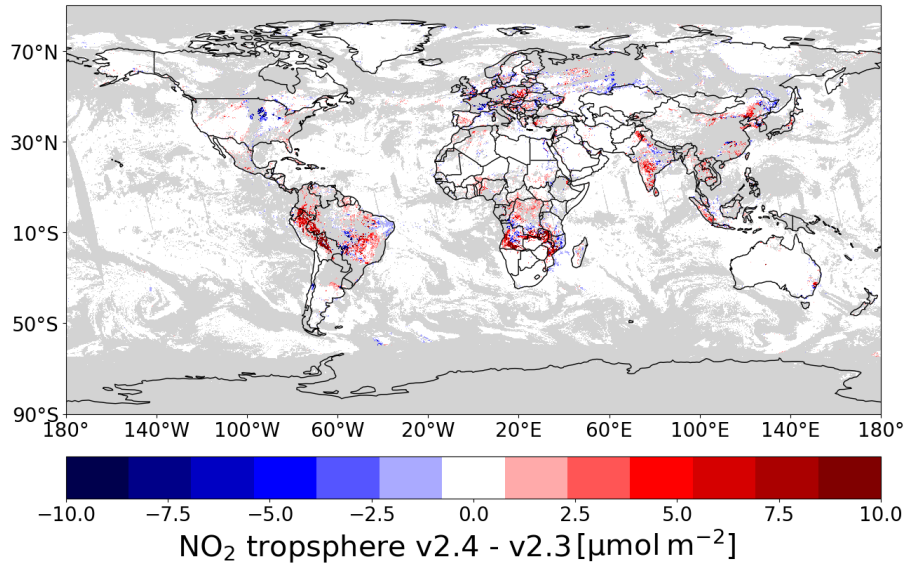 70°N
30°N
10°S
50°S
90°S
180° 140°W 100°W 60°W 20°W 20°E 60°E 100°E 140°E 180°
−10.0 −7.5 −5.0 −2.5 0.0 2.5 5.0 7.5 10.0
NO₂ tropsphere v2.4 - v2.3 [μmol m⁻²]